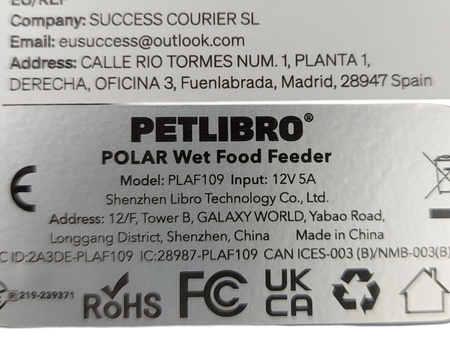 Company: SUCCESS COURIER SL
Email: eusuccess@outlook.com
Address: CALLE RIO TORMES NUM. 1, PLANTA 1,
DERECHA, OFICINA 3, Fuenlabrada, Madrid, 28947 Spain
PETLIBRO®
POLAR Wet Food Feeder
Model: PLAF109 Input: 12V 5A
Shenzhen Libro Technology Co., Ltd.
Address: 12/F, Tower B, GALAXY WORLD, Yabao Road,
Longgang District, Shenzhen, China Made in China
C ID:2A3DE-PLAF109 IC:28987-PLAF109 CAN ICES-003 (B)/NMB-003(B)
CE
R 219-239371
RoHS
FC
UK
CA